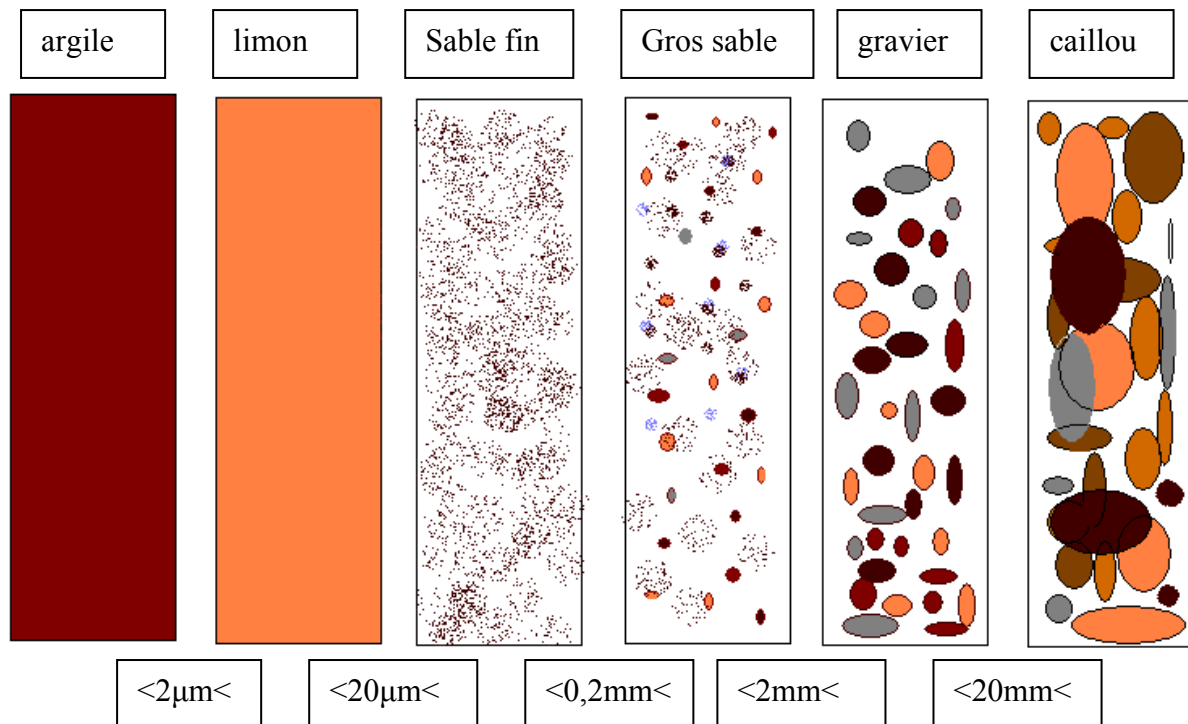 argile
limon
Sable fin
Gros sable
gravier
caillou
<2μm<
<20μm<
<0,2mm<
<2mm<
<20mm<